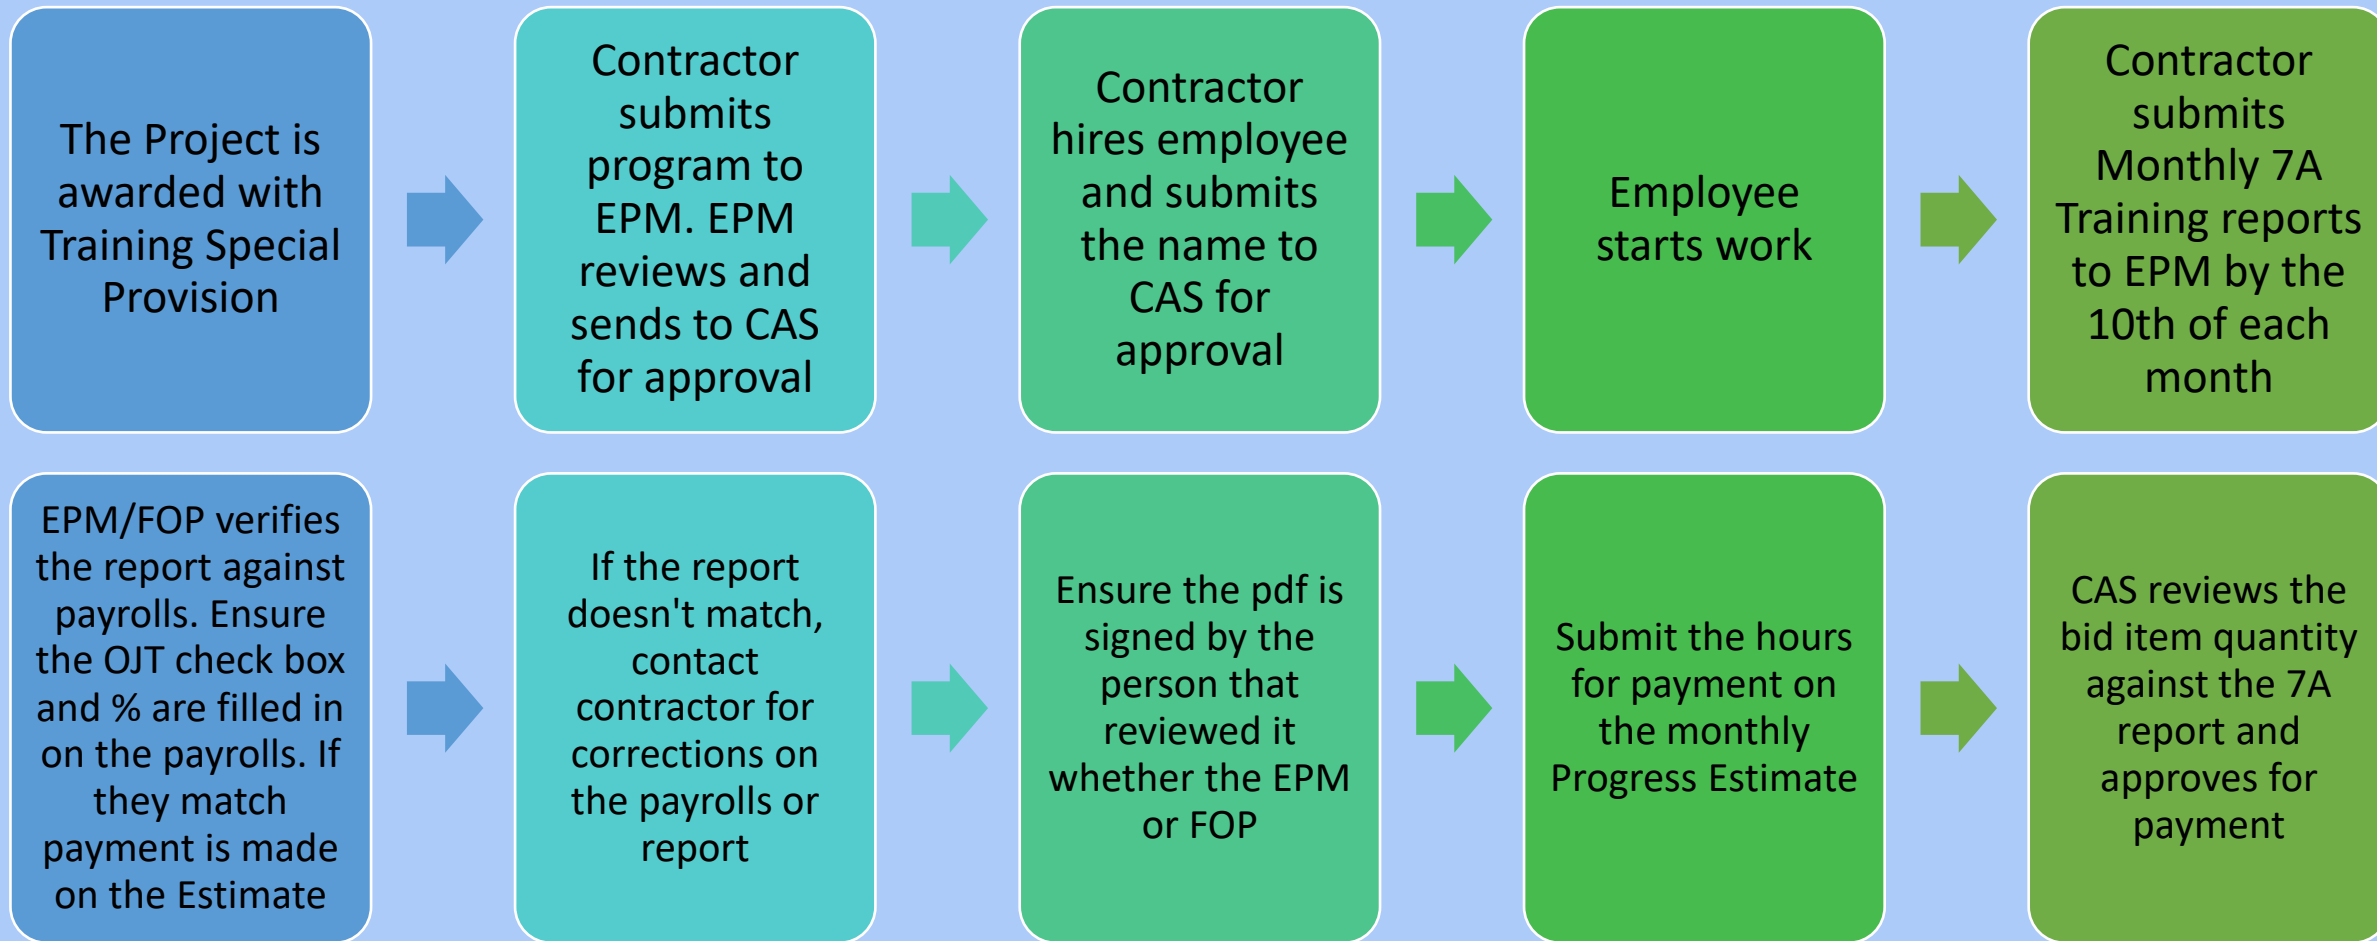 The Project is
awarded with
Training Special
Provision
Contractor
submits
program to
EPM. EPM
reviews and
sends to CAS
for approval
Contractor
hires employee
and submits
the name to
CAS for
approval
Employee
starts work
Contractor
submits
Monthly 7A
Training reports
to EPM by the
10th of each
month
EPM/FOP verifies
the report against
payrolls. Ensure
the OJT check box
and % are filled in
on the payrolls. If
they match
payment is made
on the Estimate
If the report
doesn't match,
contact
contractor for
corrections on
the payrolls or
report
Ensure the pdf is
signed by the
person that
reviewed it
whether the EPM
or FOP
Submit the hours
for payment on
the monthly
Progress Estimate
CAS reviews the
bid item quantity
against the 7A
report and
approves for
payment